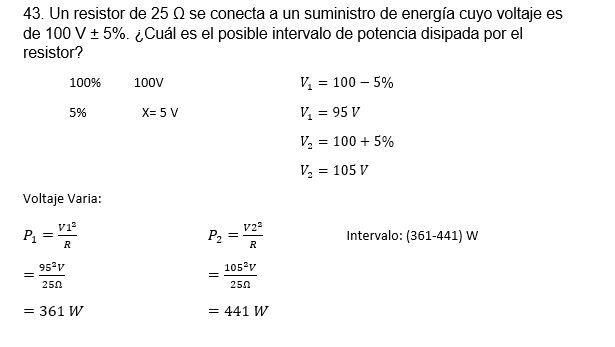 43. Un resistor de 25 Ω se conecta a un suministro de energía cuyo voltaje es
de 100 V ± 5%. ¿Cuál es el posible intervalo de potencia disipada por el
resistor?
100% 100V V₁ = 100 − 5%
5% X= 5 V V₁ = 95 V
V₂ = 100 + 5%
V₂ = 105 V
Voltaje Varia:
P₁ = V1²/R P₂ = V2²/R Intervalo: (361-441) W
= 95²V/25Ω = 105²V/25Ω
= 361 W = 441 W